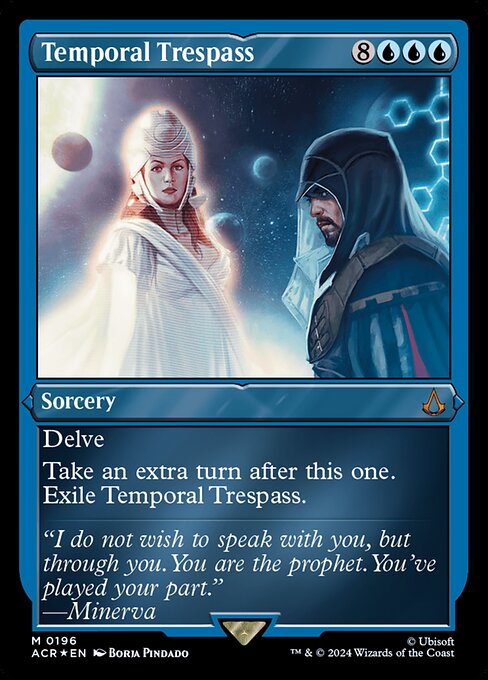 Temporal Trespass 8
Sorcery
Delve
Take an extra turn after this one.
Exile Temporal Trespass.
“I do not wish to speak with you, but
through you. You are the prophet. You’ve
played your part.”
—Minerva
M 0196 © Ubisoft
ACR★EN Borja Pindado ™ & © 2024 Wizards of the Coast